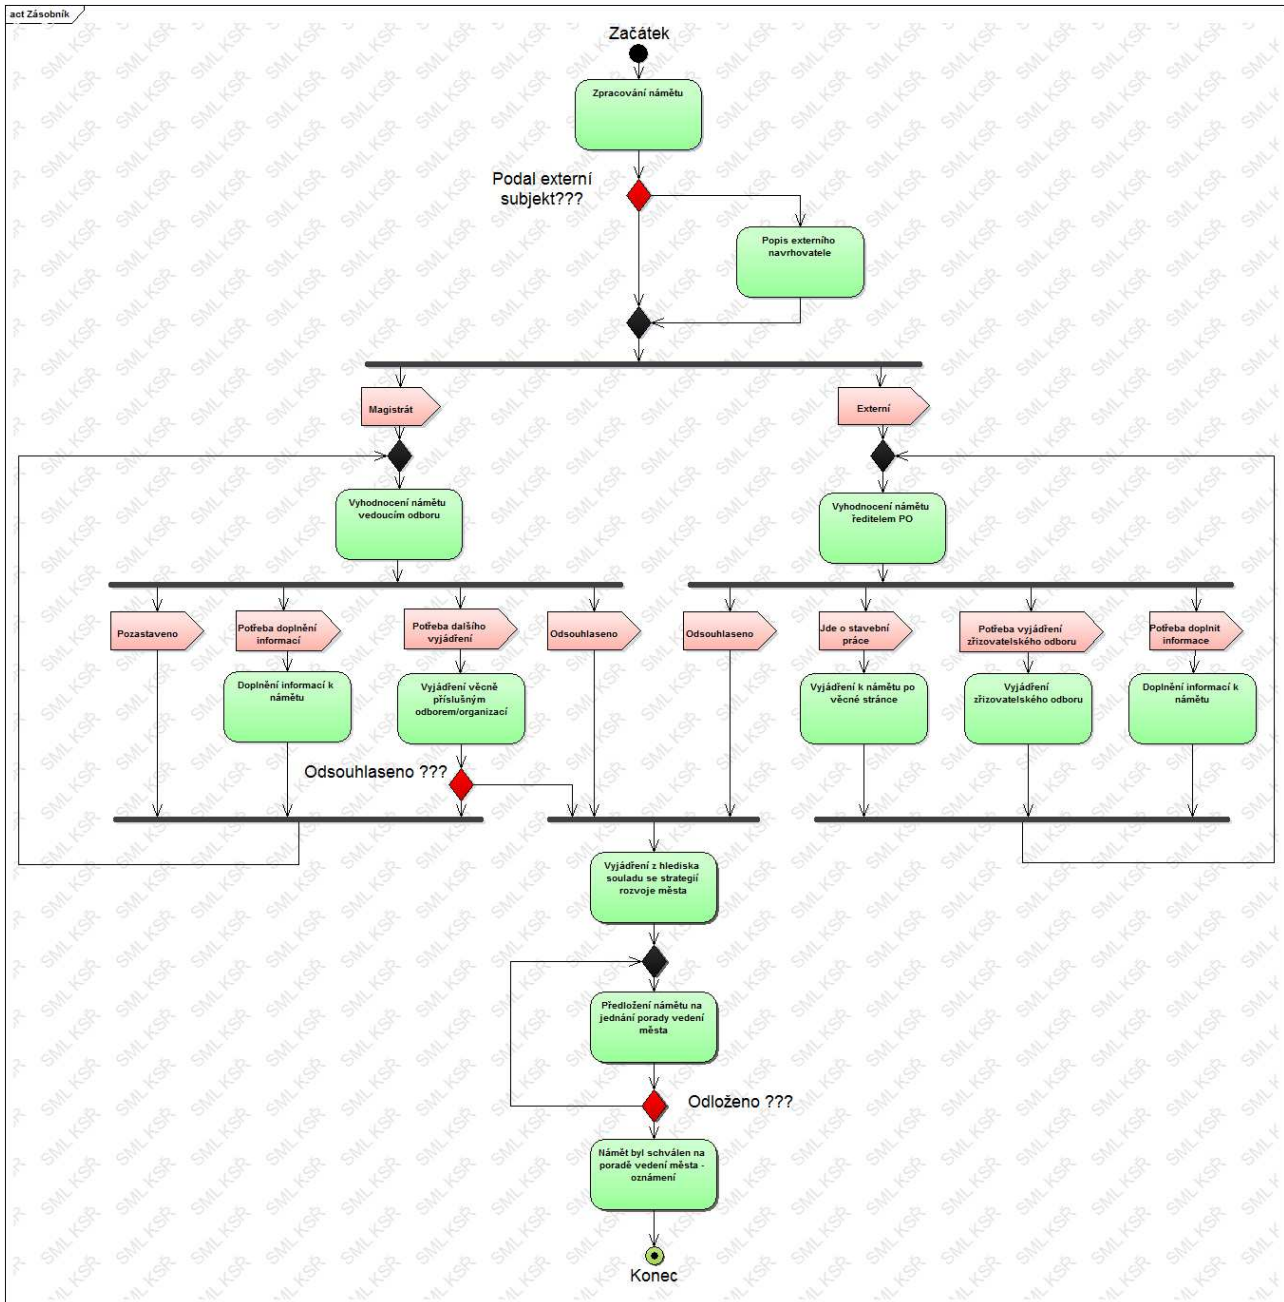 act Zásobník
Začátek
Zpracování námětu
Podal externí
subjekt???
Popis externího
navrhovatele
Magistrát
Externí
Vyhodnocení námětu
vedoucím odboru
Vyhodnocení námětu
ředitelem PO
Pozastaveno
Potřeba doplnění
informací
Potřeba dalšího
vyjádření
Odsouhlaseno
Odsouhlaseno
Jde o stavební
práce
Potřeba vyjádření
zřizovatelského odboru
Potřeba doplnit
informace
Doplnění informací k
námětu
Vyjádření věcně
příslušným
odborem/organizací
Vyjádření k námětu po
věcné stránce
Vyjádření
zřizovatelského odboru
Doplnění informací k
námětu
Odsouhlaseno ???
Vyjádření z hlediska
souladu se strategií
rozvoje města
Předložení námětu na
jednání porady vedení
města
Odloženo ???
Námět byl schválen na
poradě vedení města -
oznámení
Konec
SML KSŘ